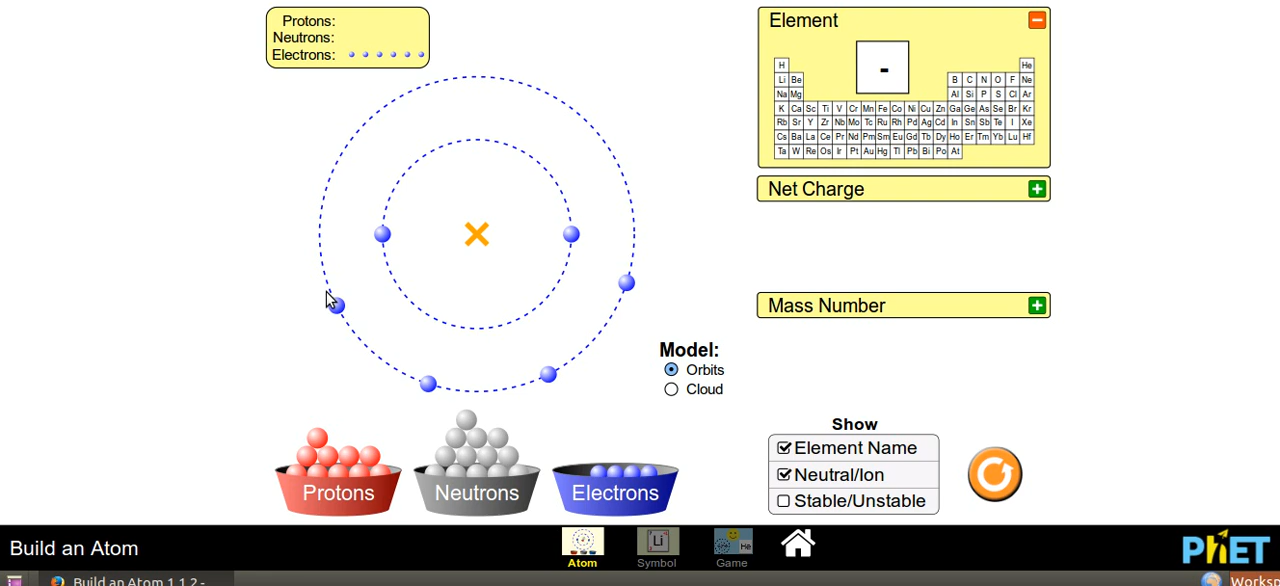 Protons:
Neutrons:
Electrons:
Element
-
H He
Li Be B C N O F Ne
Na Mg Al Si P S Cl Ar
K Ca Sc Ti V Cr Mn Fe Co Ni Cu Zn Ga Ge As Se Br Kr
Rb Sr Y Zr Nb Mo Tc Ru Rh Pd Ag Cd In Sn Sb Te I Xe
Cs Ba La Ce Pr Nd Pm Sm Eu Gd Tb Dy Ho Er Tm Yb Lu Hf
Ta W Re Os Ir Pt Au Hg Tl Pb Bi Po At
Net Charge
Mass Number
Model:
Orbits
Cloud
Show
Element Name
Neutral/Ion
Stable/Unstable
Protons
Neutrons
Electrons
Build an Atom
Atom
Li
Symbol
He
Game
PhET
Build an Atom 1.1.2 -
Worksp